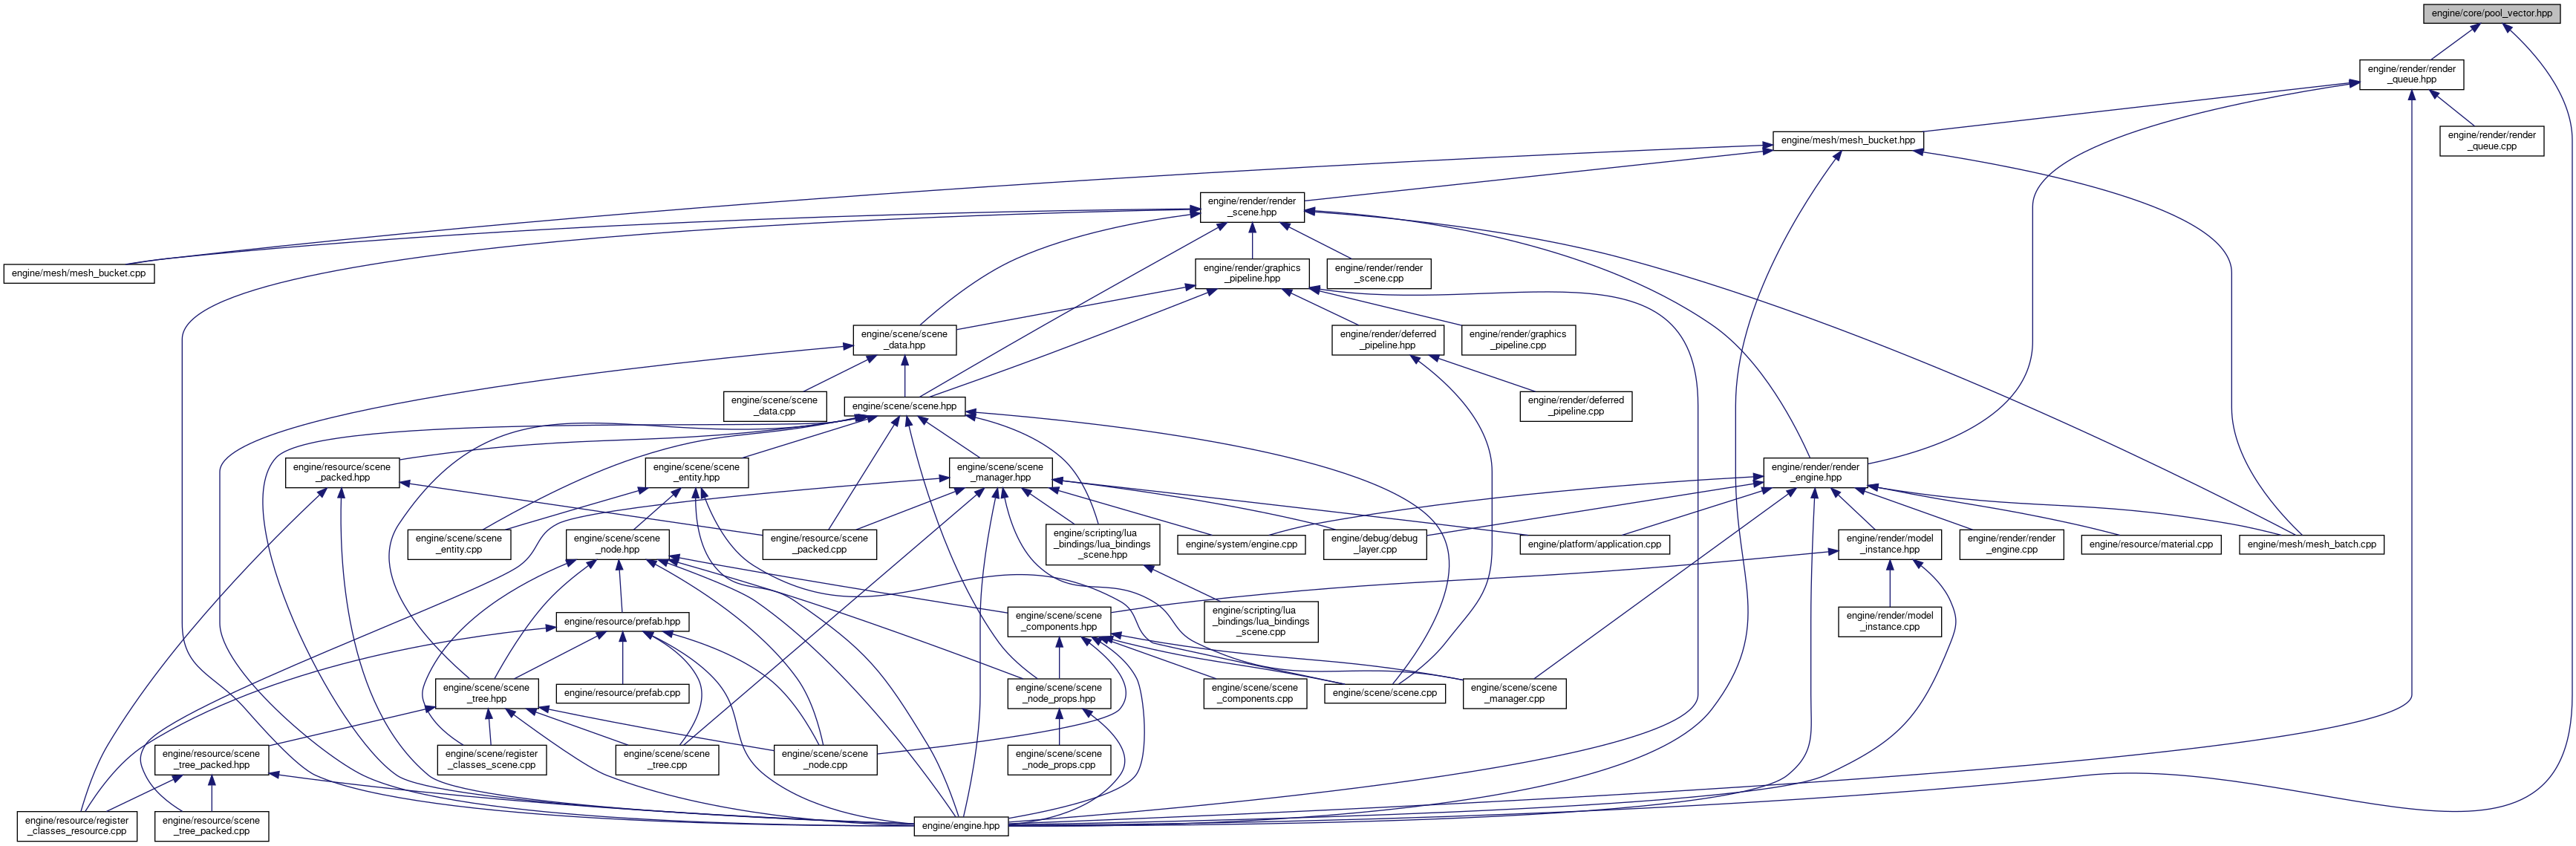 engine/core/pool_vector.hpp
engine/render/render
_queue.hpp
engine/mesh/mesh_bucket.hpp
engine/render/render
_queue.cpp
engine/render/render
_scene.hpp
engine/mesh/mesh_bucket.cpp
engine/render/graphics
_pipeline.hpp
engine/render/render
_scene.cpp
engine/scene/scene
_data.hpp
engine/render/deferred
_pipeline.hpp
engine/render/graphics
_pipeline.cpp
engine/scene/scene
_data.cpp
engine/scene/scene.hpp
engine/render/deferred
_pipeline.cpp
engine/resource/scene
_packed.hpp
engine/scene/scene
_entity.hpp
engine/scene/scene
_manager.hpp
engine/render/render
_engine.hpp
engine/scene/scene
_entity.cpp
engine/scene/scene
_node.hpp
engine/resource/scene
_packed.cpp
engine/scripting/lua
_bindings/lua_bindings
_scene.hpp
engine/system/engine.cpp
engine/debug/debug
_layer.cpp
engine/platform/application.cpp
engine/render/model
_instance.hpp
engine/render/render
_engine.cpp
engine/resource/material.cpp
engine/mesh/mesh_batch.cpp
engine/resource/prefab.hpp
engine/scene/scene
_components.hpp
engine/scripting/lua
_bindings/lua_bindings
_scene.cpp
engine/render/model
_instance.cpp
engine/scene/scene
_tree.hpp
engine/resource/prefab.cpp
engine/scene/scene
_node_props.hpp
engine/scene/scene
_components.cpp
engine/scene/scene.cpp
engine/scene/scene
_manager.cpp
engine/resource/scene
_tree_packed.hpp
engine/scene/register
_classes_scene.cpp
engine/scene/scene
_tree.cpp
engine/scene/scene
_node.cpp
engine/scene/scene
_node_props.cpp
engine/resource/register
_classes_resource.cpp
engine/resource/scene
_tree_packed.cpp
engine/engine.hpp